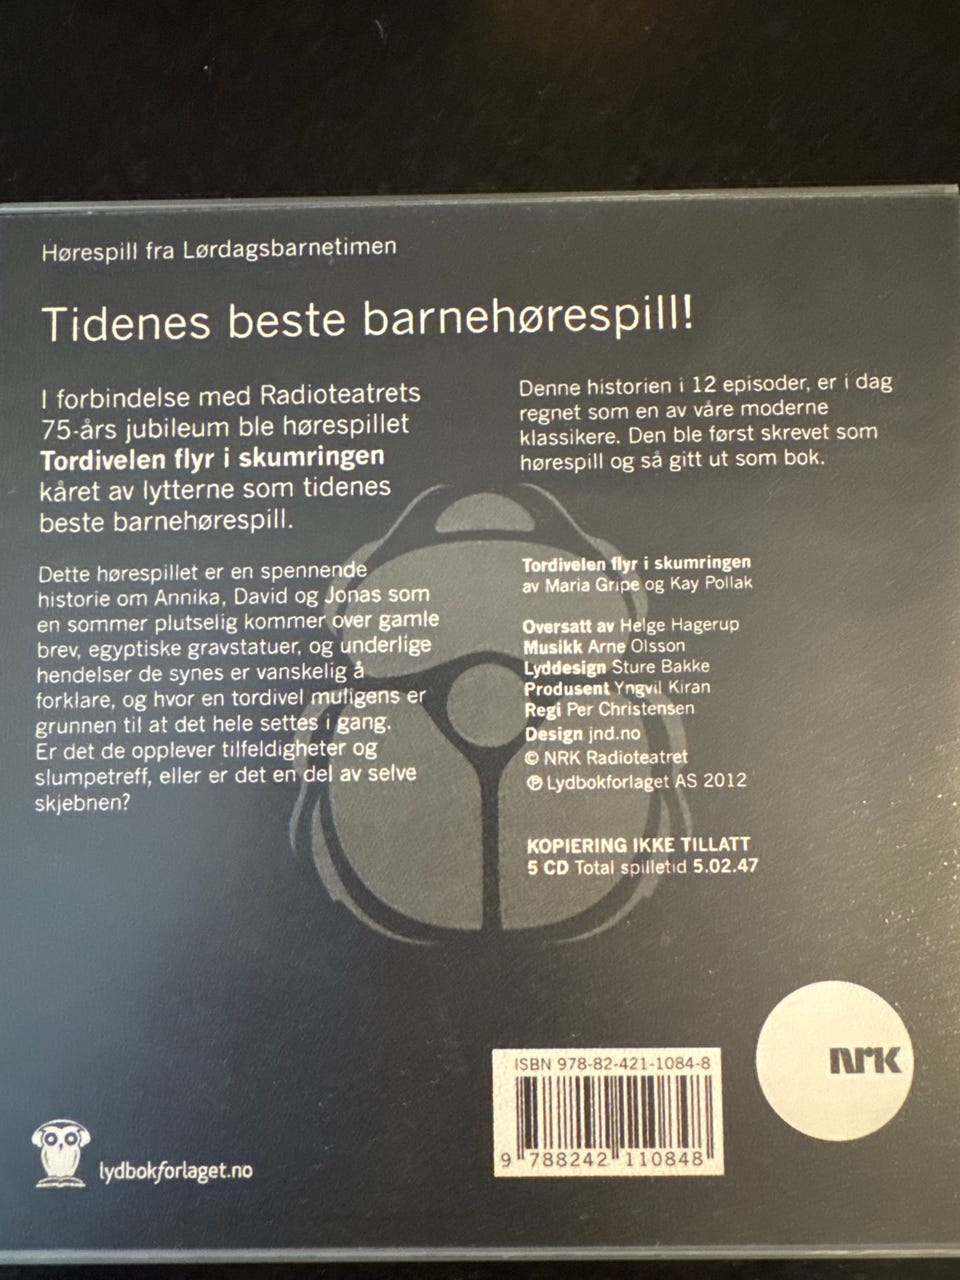 Hørespill fra Lørdagsbarnetimen
Tidenes beste barnehørespill!
I forbindelse med Radioteatrets
75-års jubileum ble hørespillet
Tordivelen flyr i skumringen
kåret av lytterne som tidenes
beste barnehørespill.
Dette hørespillet er en spennende
historie om Annika, David og Jonas som
en sommer plutselig kommer over gamle
brev, egyptiske gravstatuer, og underlige
hendelser de synes er vanskelig å
forklare, og hvor en tordivel muligens er
grunnen til at det hele settes i gang.
Er det de opplever tilfeldigheter og
slumpetreff, eller er det en del av selve
skjebnen?
Denne historien i 12 episoder, er i dag
regnet som en av våre moderne
klassikere. Den ble først skrevet som
hørespill og så gitt ut som bok.
Tordivelen flyr i skumringen
av Maria Gripe og Kay Pollak
Oversatt av Helge Hagerup
Musikk Arne Olsson
Lyddesign Sture Bakke
Produsent Yngvil Kiran
Regi Per Christensen
Design jnd.no
© NRK Radioteatret
℗ Lydbokforlaget AS 2012
KOPIERING IKKE TILLATT
5 CD Total spilletid 5.02.47
NRK
ISBN 978-82-421-1084-8
9 788242 110848
lydbokforlaget.no